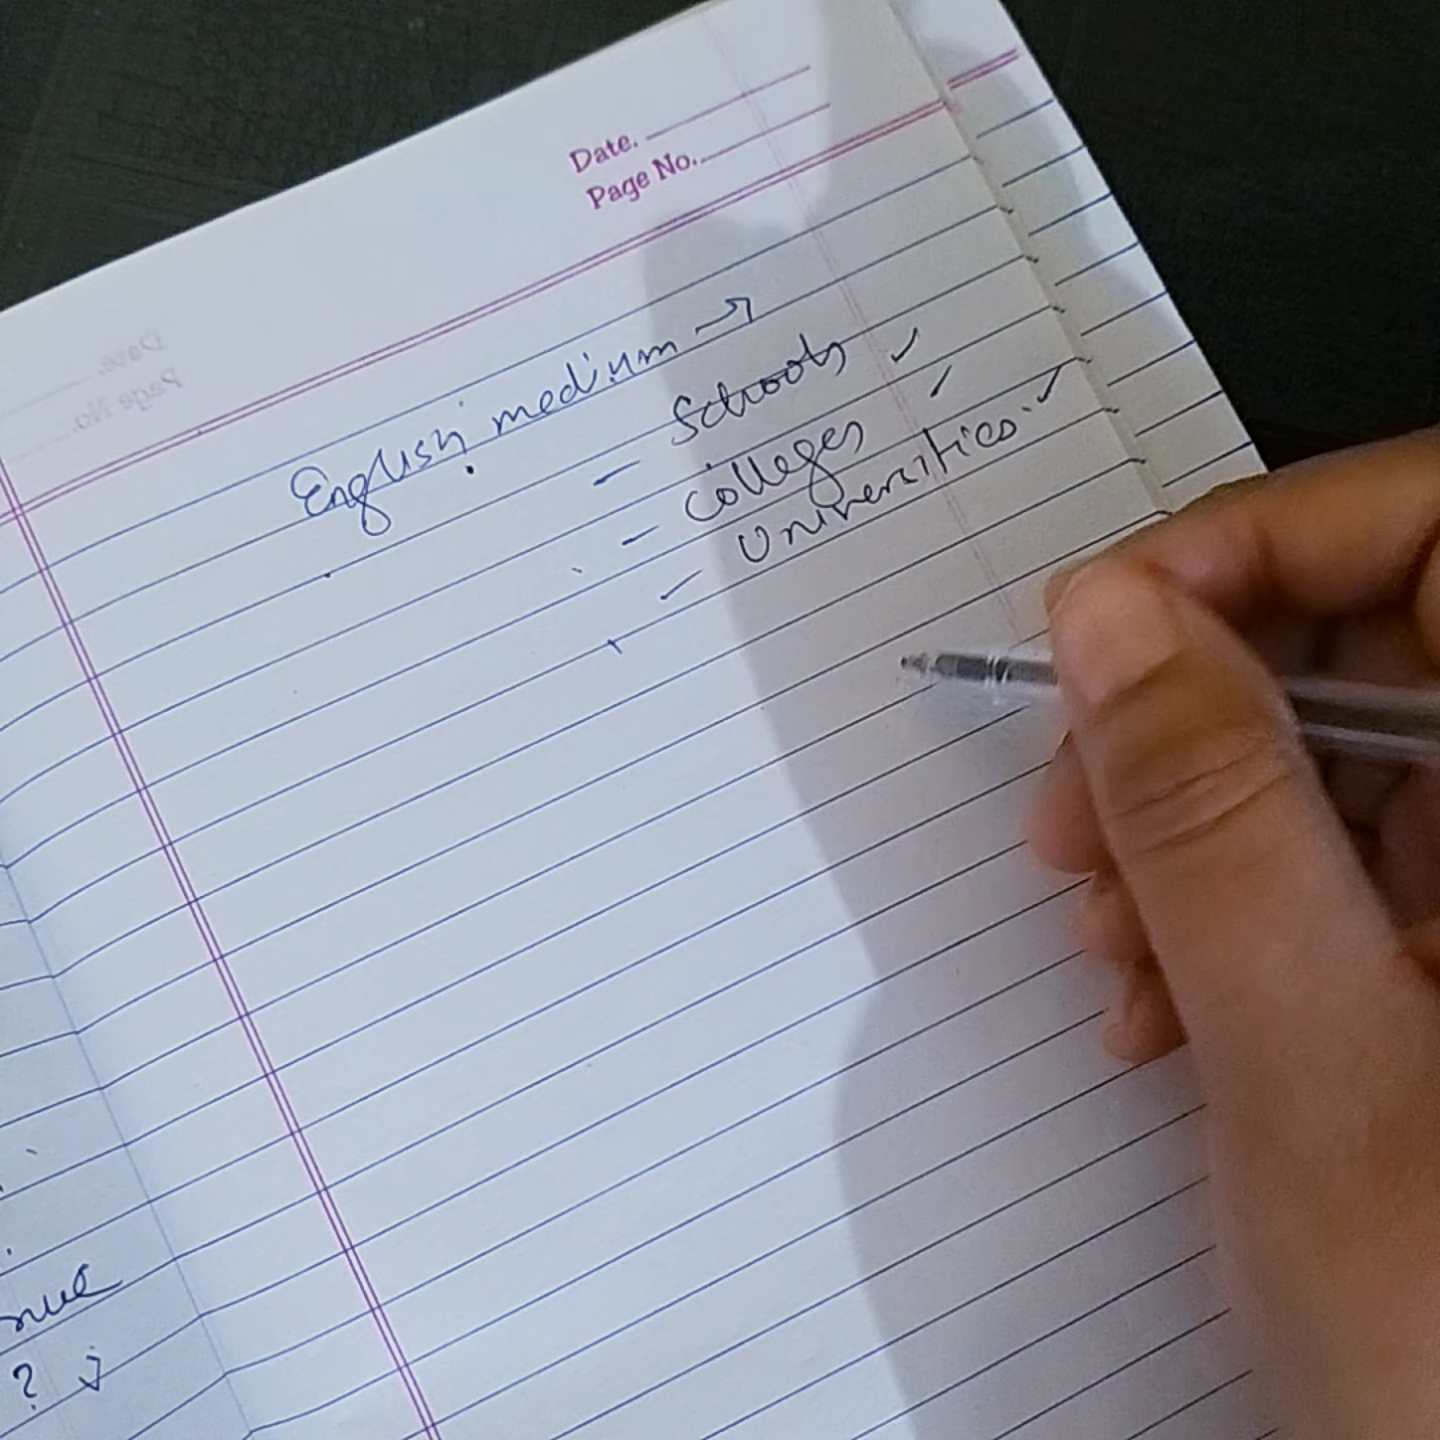 Date.
Page No.
English medium →
- Schools ✓
- Colleges ✓
- Universities. ✓
?